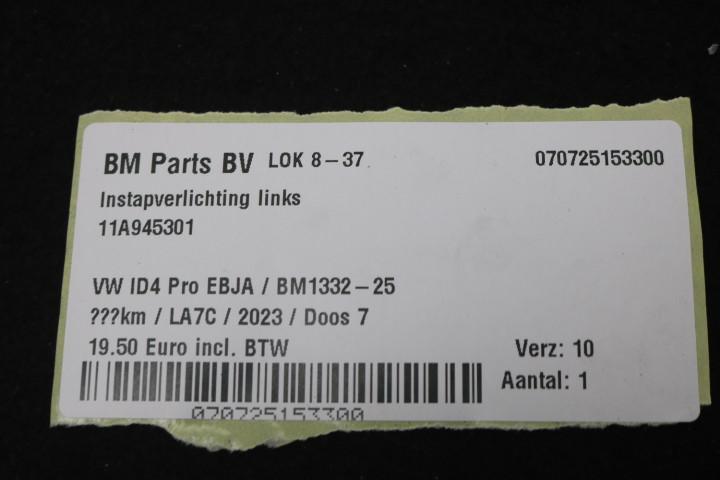 BM Parts BV LOK 8-37 070725153300
Instapverlichting links
11A945301
VW ID4 Pro EBJA / BM1332-25
???km / LA7C / 2023 / Doos 7
19.50 Euro incl. BTW Verz: 10
Aantal: 1
070725153300